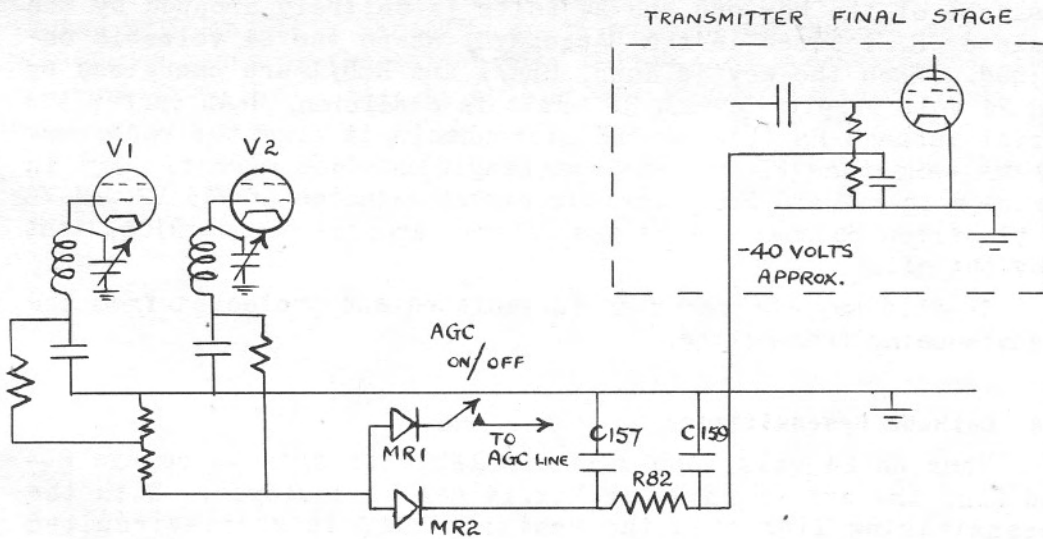 TRANSMITTER FINAL STAGE
V1
V2
-40 VOLTS
APPROX.
AGC
ON/OFF
TO
AGC LINE
MR1
MR2
C157
C159
R82